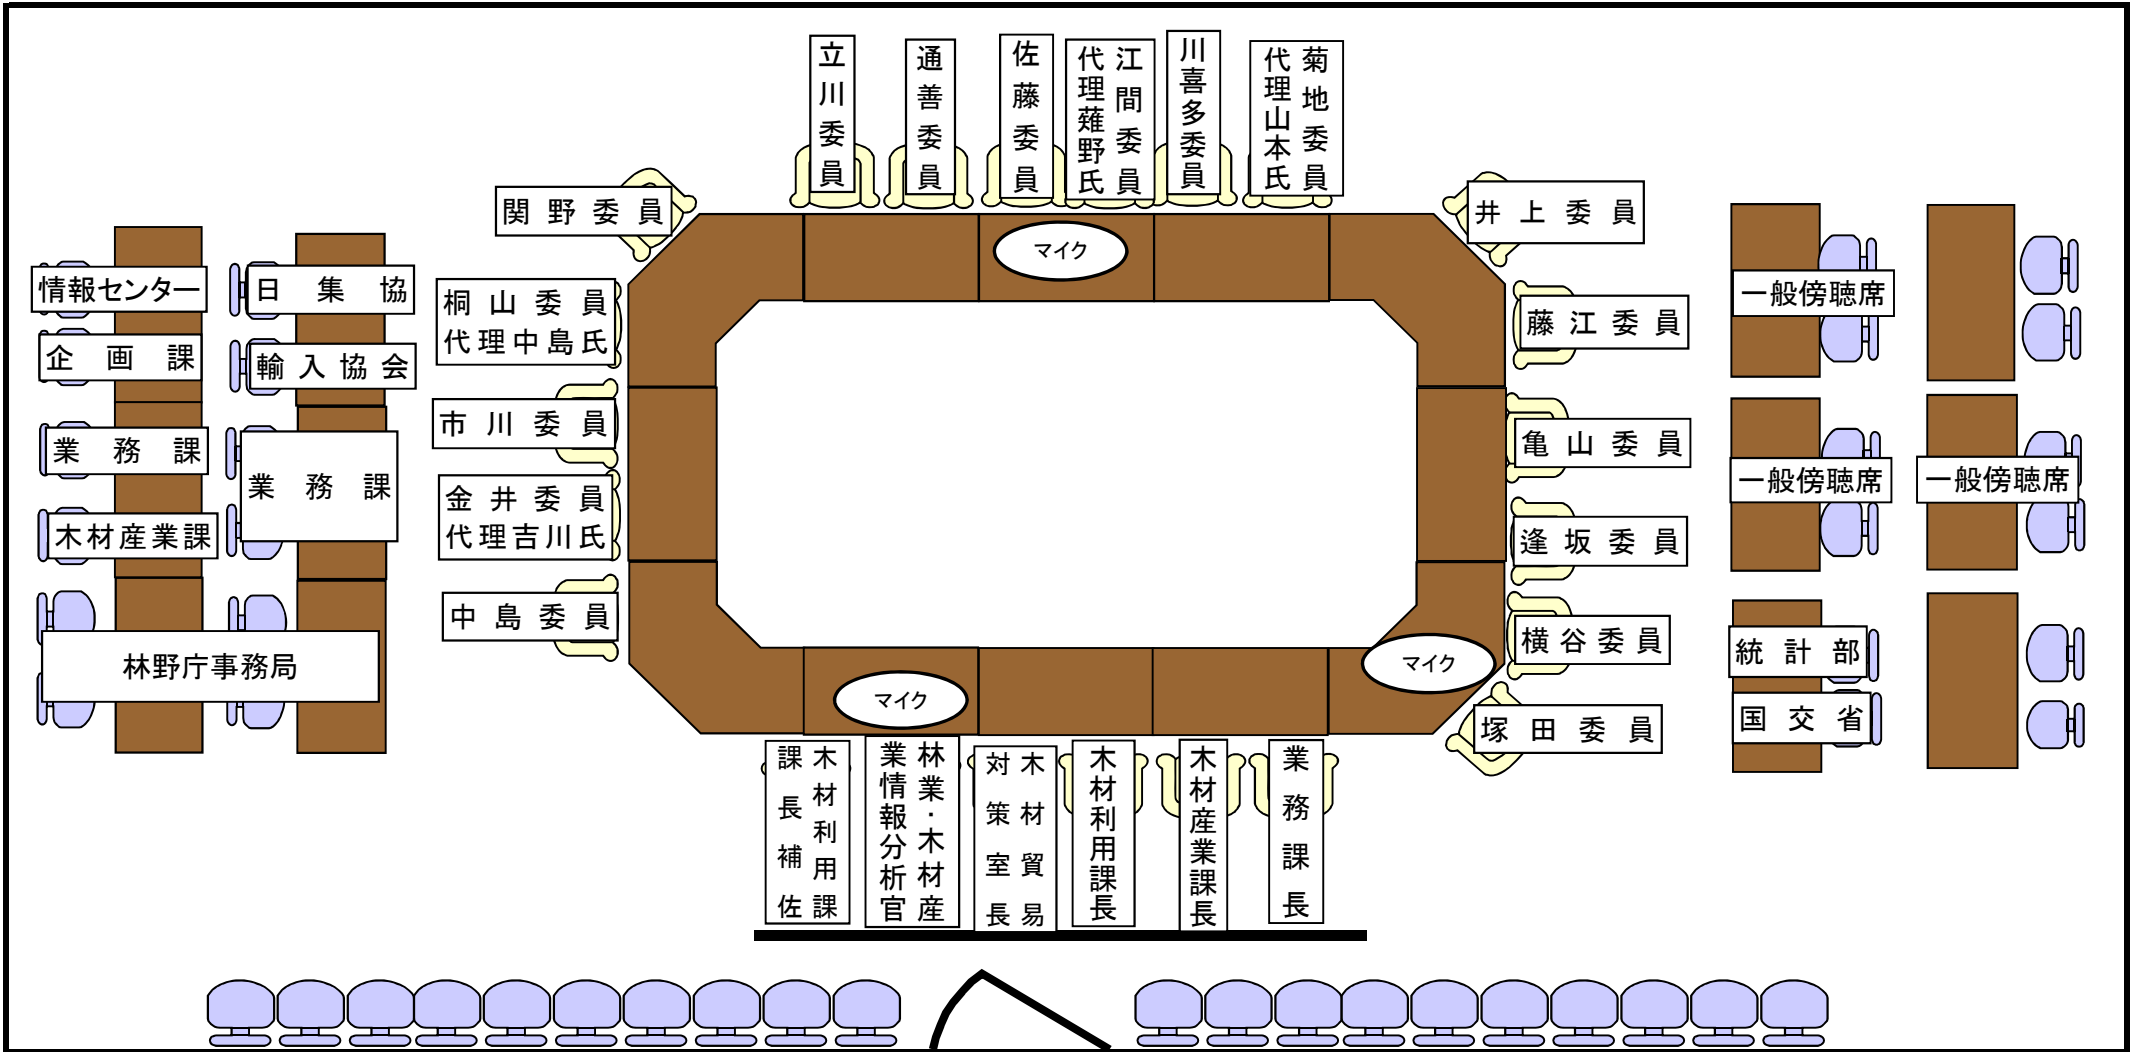 立川委員
通善委員
佐藤委員
江間委員
代理薙野氏
川喜多委員
菊地委員
代理山本氏
関野委員
井上委員
マイク
情報センター
日集協
桐山委員
代理中島氏
藤江委員
一般傍聴席
企画課
輸入協会
市川委員
亀山委員
業務課
業務課
金井委員
代理吉川氏
逢坂委員
一般傍聴席
一般傍聴席
木材産業課
中島委員
横谷委員
統計部
林野庁事務局
マイク
マイク
塚田委員
国交省
木材利用課
課長補佐
林業・木材産
業情報分析官
木材貿易
対策室長
木材利用課長
木材産業課長
業務課長